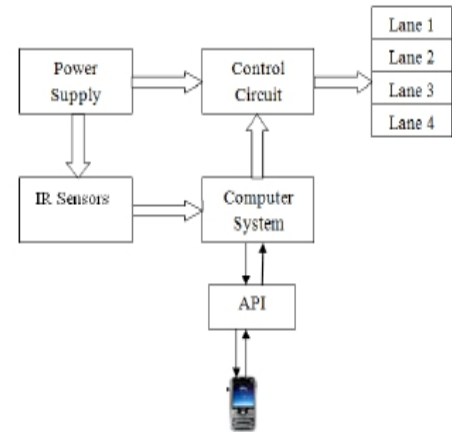 Power
Supply
Control
Circuit
Lane 1
Lane 2
Lane 3
Lane 4
IR Sensors
Computer
System
API